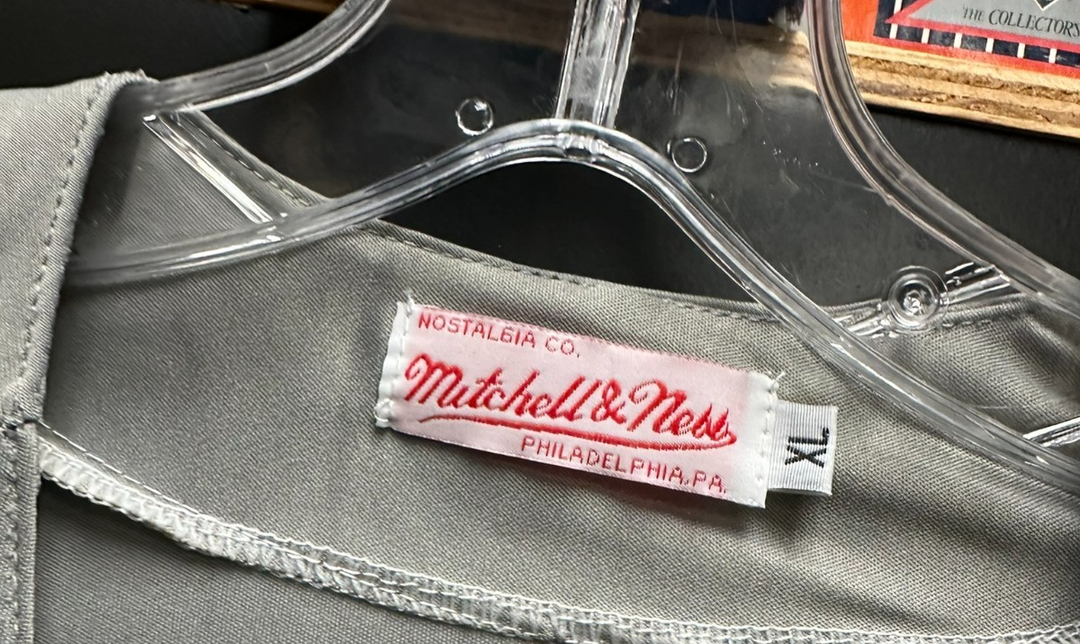 THE COLLECTORS
NOSTALGIA CO.
Mitchell & Ness
PHILADELPHIA, PA.
XL